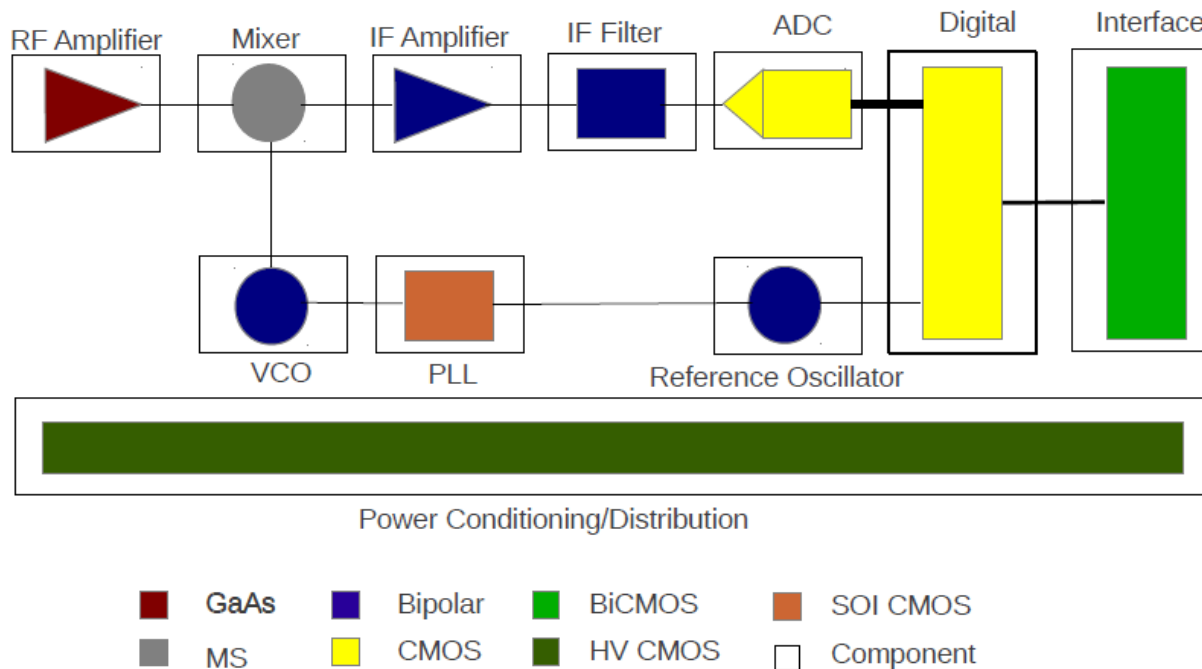 RF Amplifier
Mixer
IF Amplifier
IF Filter
ADC
Digital
Interface
VCO
PLL
Reference Oscillator
Power Conditioning/Distribution
GaAs
Bipolar
BiCMOS
SOI CMOS
MS
CMOS
HV CMOS
Component